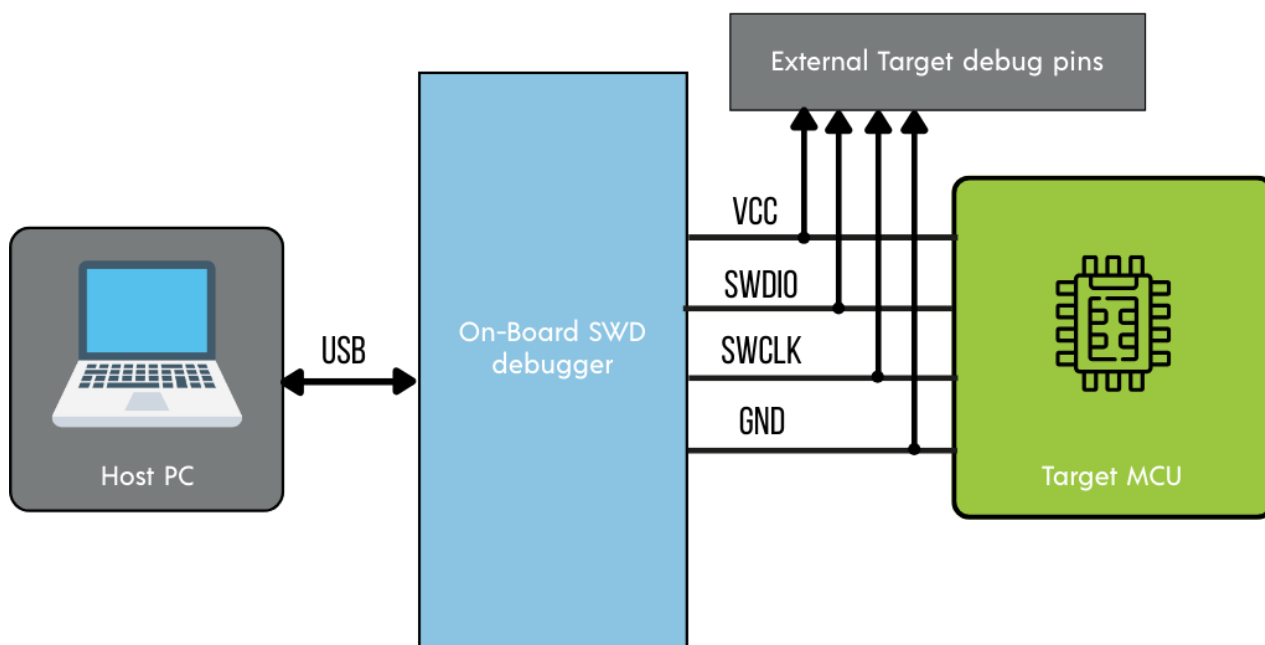 External Target debug pins
VCC
SWDIO
On-Board SWD
debugger
USB
SWCLK
GND
Host PC
Target MCU